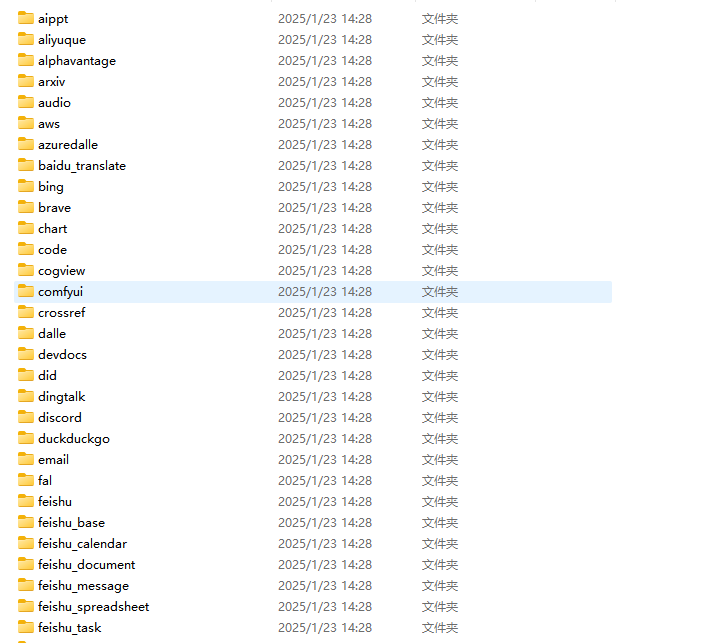 aippt 2025/1/23 14:28 文件夹
aliyuque 2025/1/23 14:28 文件夹
alphavantage 2025/1/23 14:28 文件夹
arxiv 2025/1/23 14:28 文件夹
audio 2025/1/23 14:28 文件夹
aws 2025/1/23 14:28 文件夹
azuredalle 2025/1/23 14:28 文件夹
baidu_translate 2025/1/23 14:28 文件夹
bing 2025/1/23 14:28 文件夹
brave 2025/1/23 14:28 文件夹
chart 2025/1/23 14:28 文件夹
code 2025/1/23 14:28 文件夹
cogview 2025/1/23 14:28 文件夹
comfyui 2025/1/23 14:28 文件夹
crossref 2025/1/23 14:28 文件夹
dalle 2025/1/23 14:28 文件夹
devdocs 2025/1/23 14:28 文件夹
did 2025/1/23 14:28 文件夹
dingtalk 2025/1/23 14:28 文件夹
discord 2025/1/23 14:28 文件夹
duckduckgo 2025/1/23 14:28 文件夹
email 2025/1/23 14:28 文件夹
fal 2025/1/23 14:28 文件夹
feishu 2025/1/23 14:28 文件夹
feishu_base 2025/1/23 14:28 文件夹
feishu_calendar 2025/1/23 14:28 文件夹
feishu_document 2025/1/23 14:28 文件夹
feishu_message 2025/1/23 14:28 文件夹
feishu_spreadsheet 2025/1/23 14:28 文件夹
feishu_task 2025/1/23 14:28 文件夹